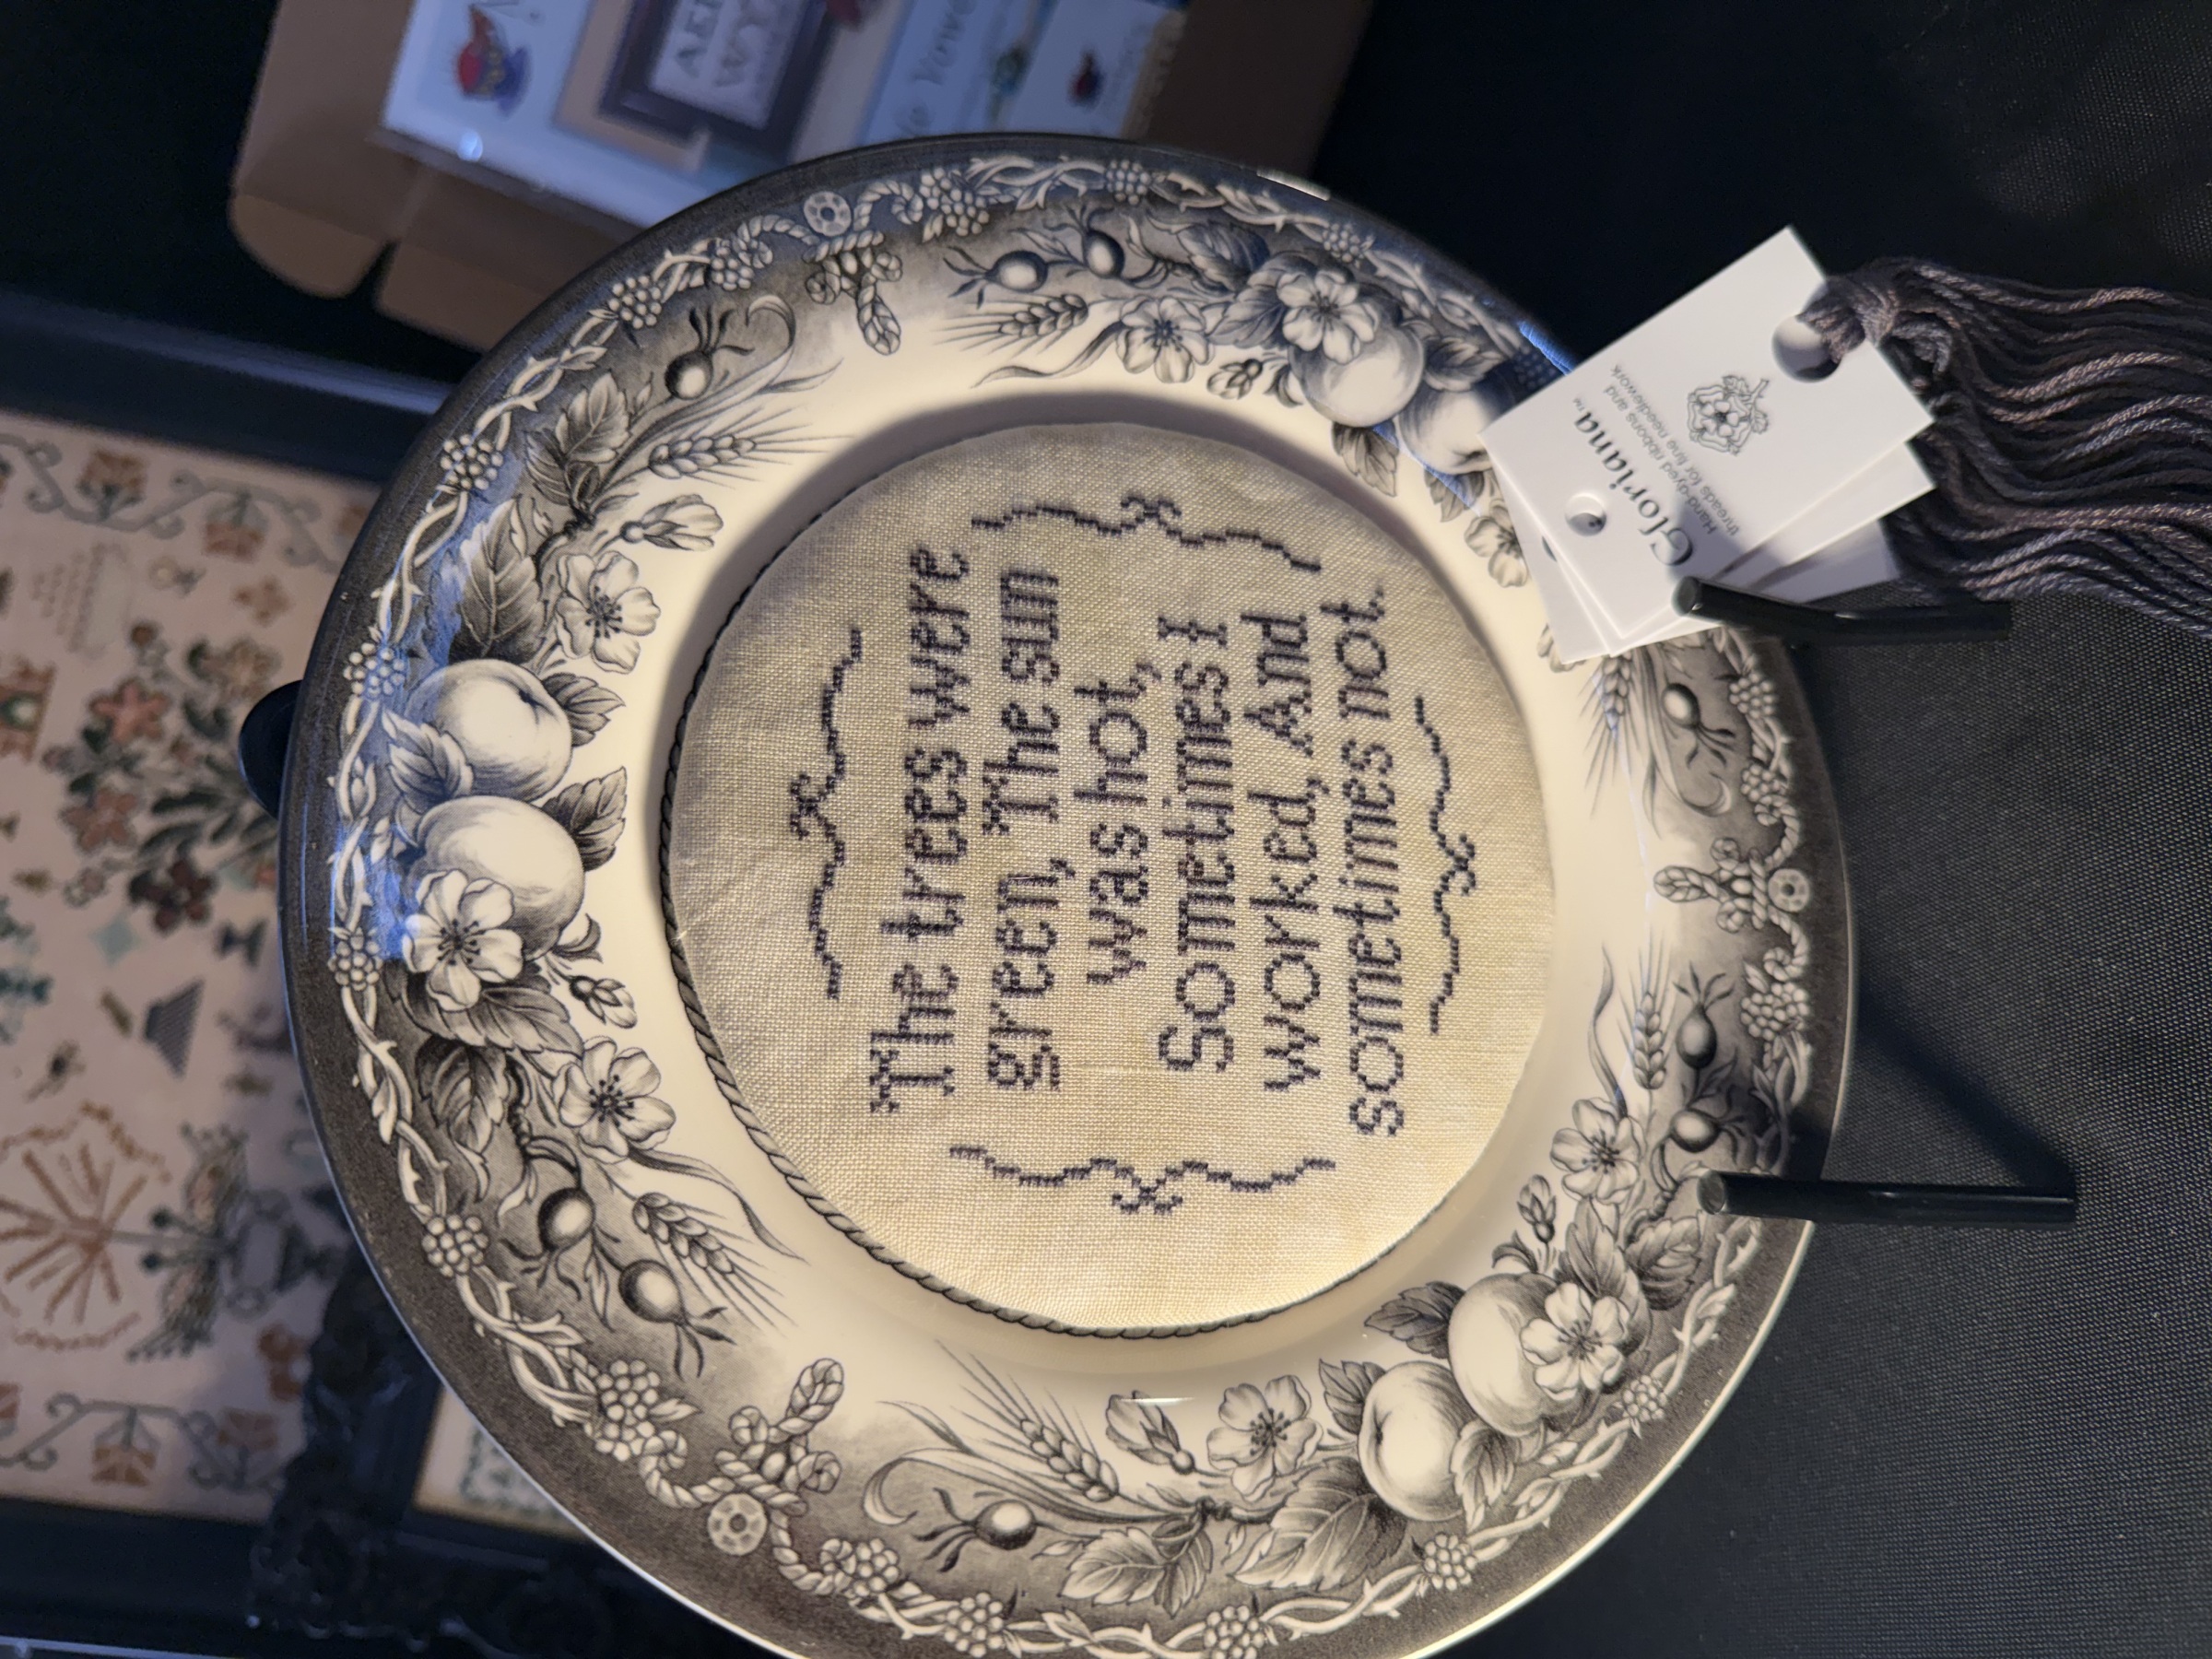 The trees were
green, The sun
was hot,
Sometimes I
worked, And
sometimes not.
Gloriana™
Hand-dyed ribbons and
threads for fine needlework